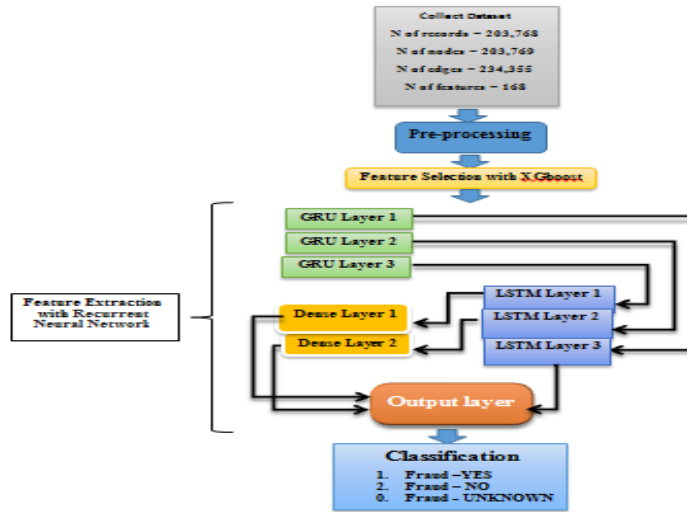 Collect Dataset
N of records – 203,768
N of nodes – 203,769
N of edges – 234,355
N of features – 168
Pre-processing
Feature Selection with XGboost
GRU Layer 1
GRU Layer 2
GRU Layer 3
Feature Extraction
with Recurrent
Neural Network
LSTM Layer 1
LSTM Layer 2
LSTM Layer 3
Dense Layer 1
Dense Layer 2
Output layer
Classification
1. Fraud –YES
2. Fraud – NO
0. Fraud - UNKNOWN